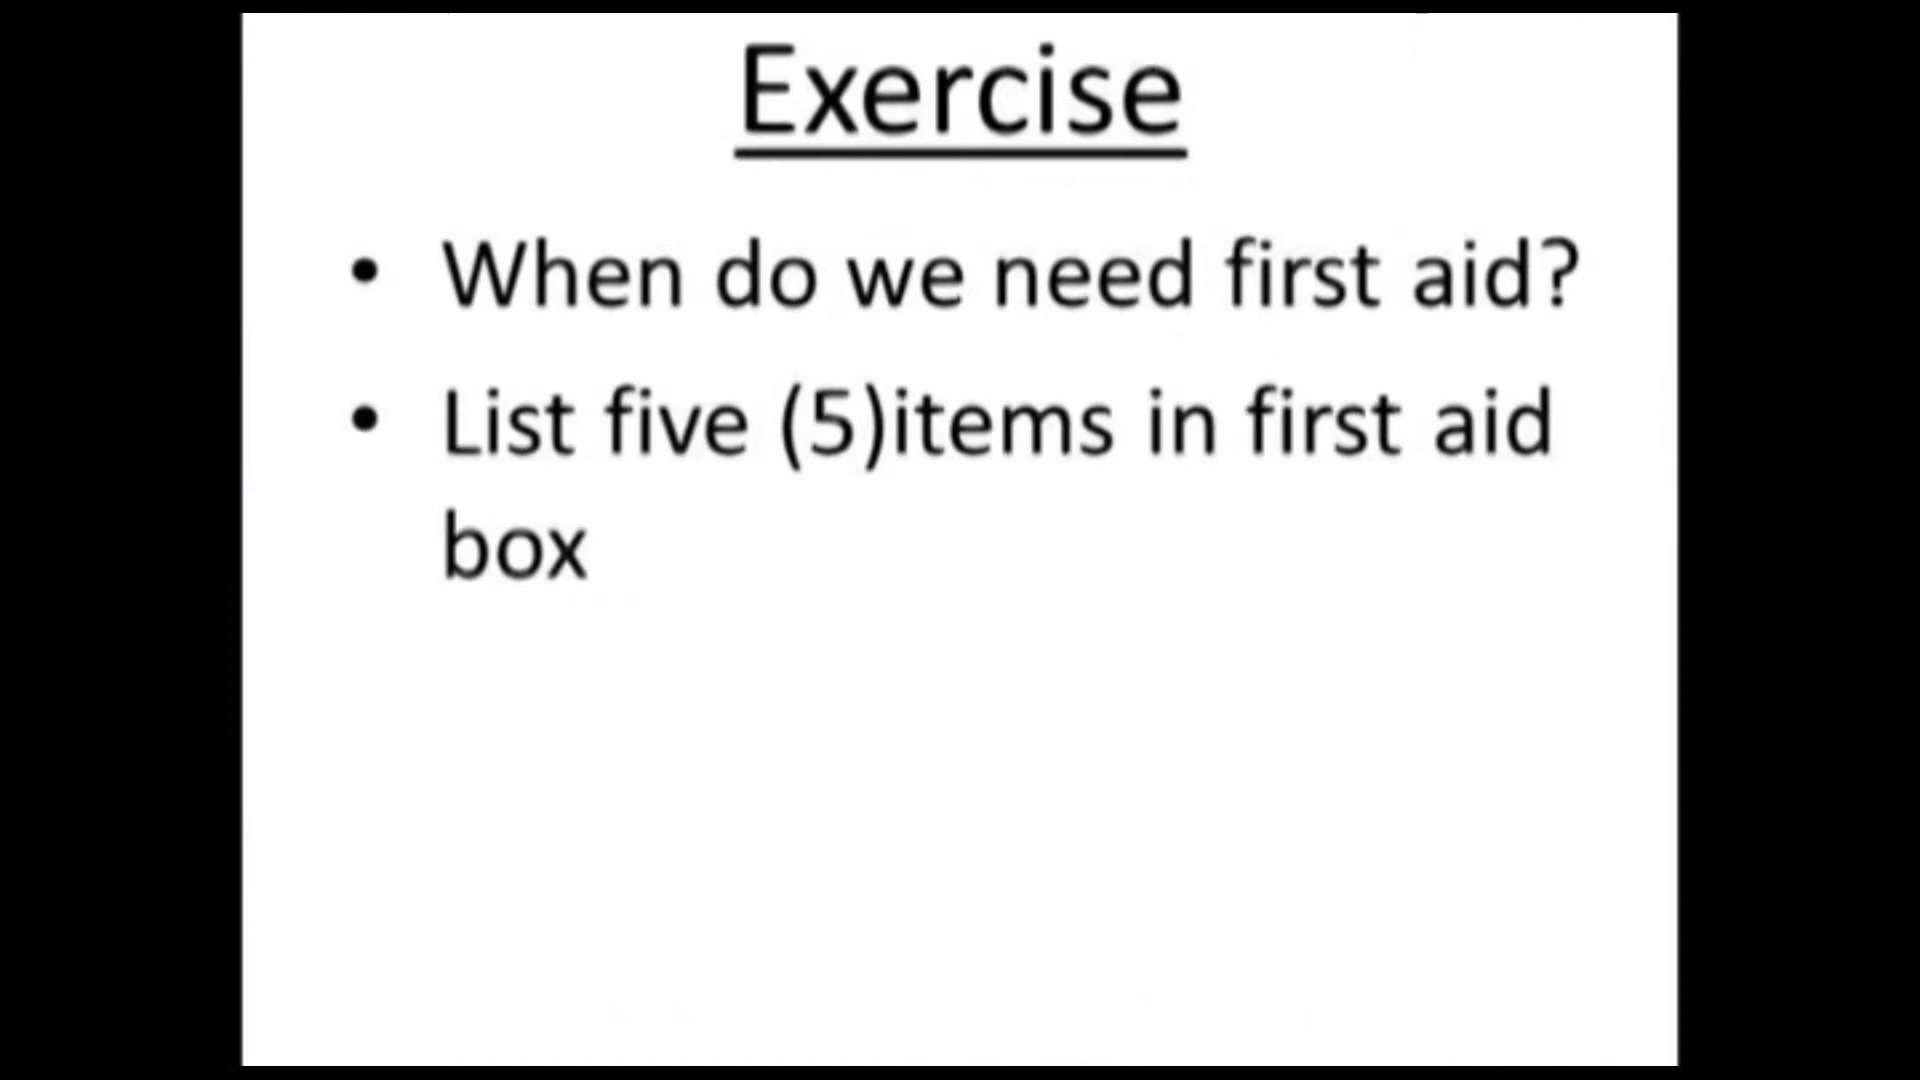 Exercise
• When do we need first aid?
• List five (5)items in first aid
box